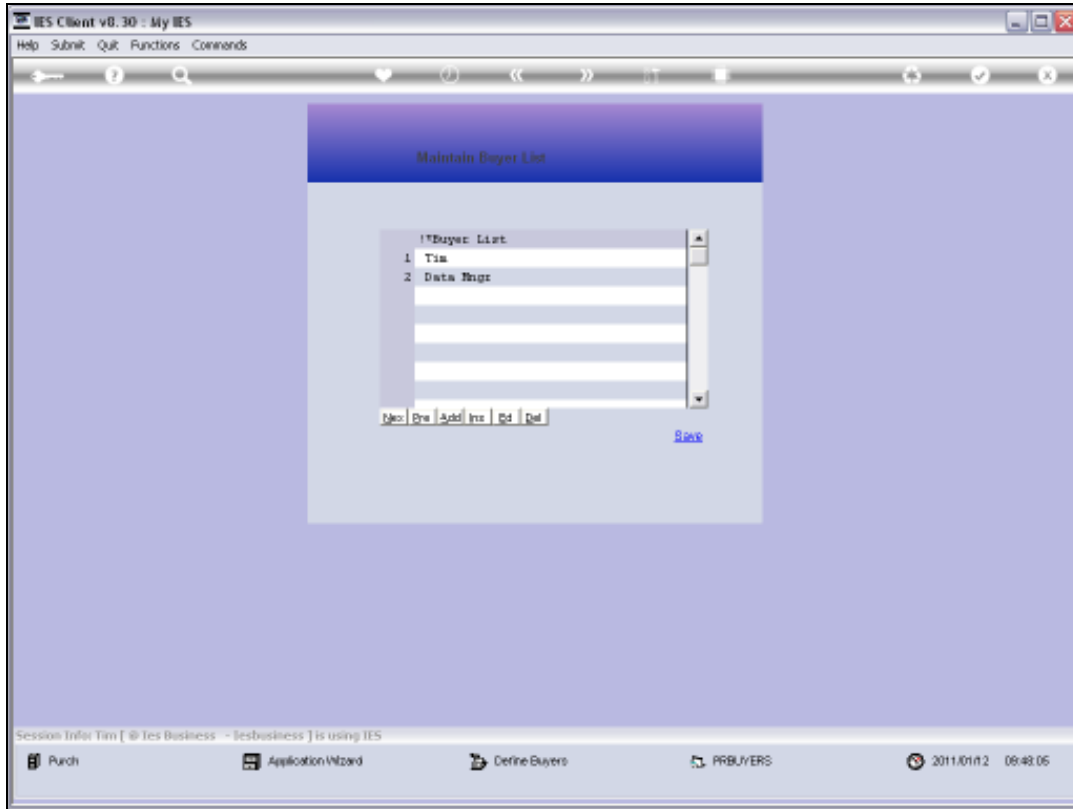 IES Client v8.30 : My IES
Help Submit Quit Functions Commands
Maintain Buyer List
!*Buyer List
1 Tim
2 Data Mngr
Nex Pre Add Ins Ed Del
Save
Session Info: Tim [ @ Ies Business - Iesbusiness ] is using IES
Purch Application Wizard Define Buyers PRBUYERS 2011/01/12 09:48:06